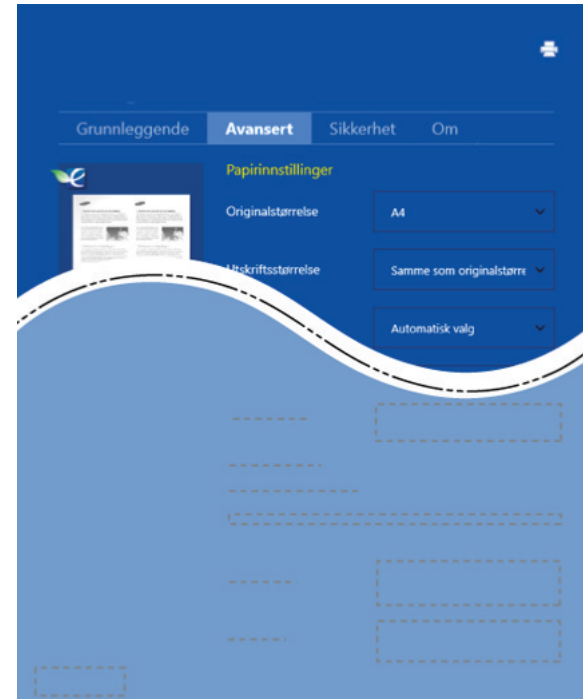 Grunnleggende Avansert Sikkerhet Om
Papirinnstillinger
Originalstørrelse A4
Utskriftsstørrelse Samme som originalstørre
Automatisk valg